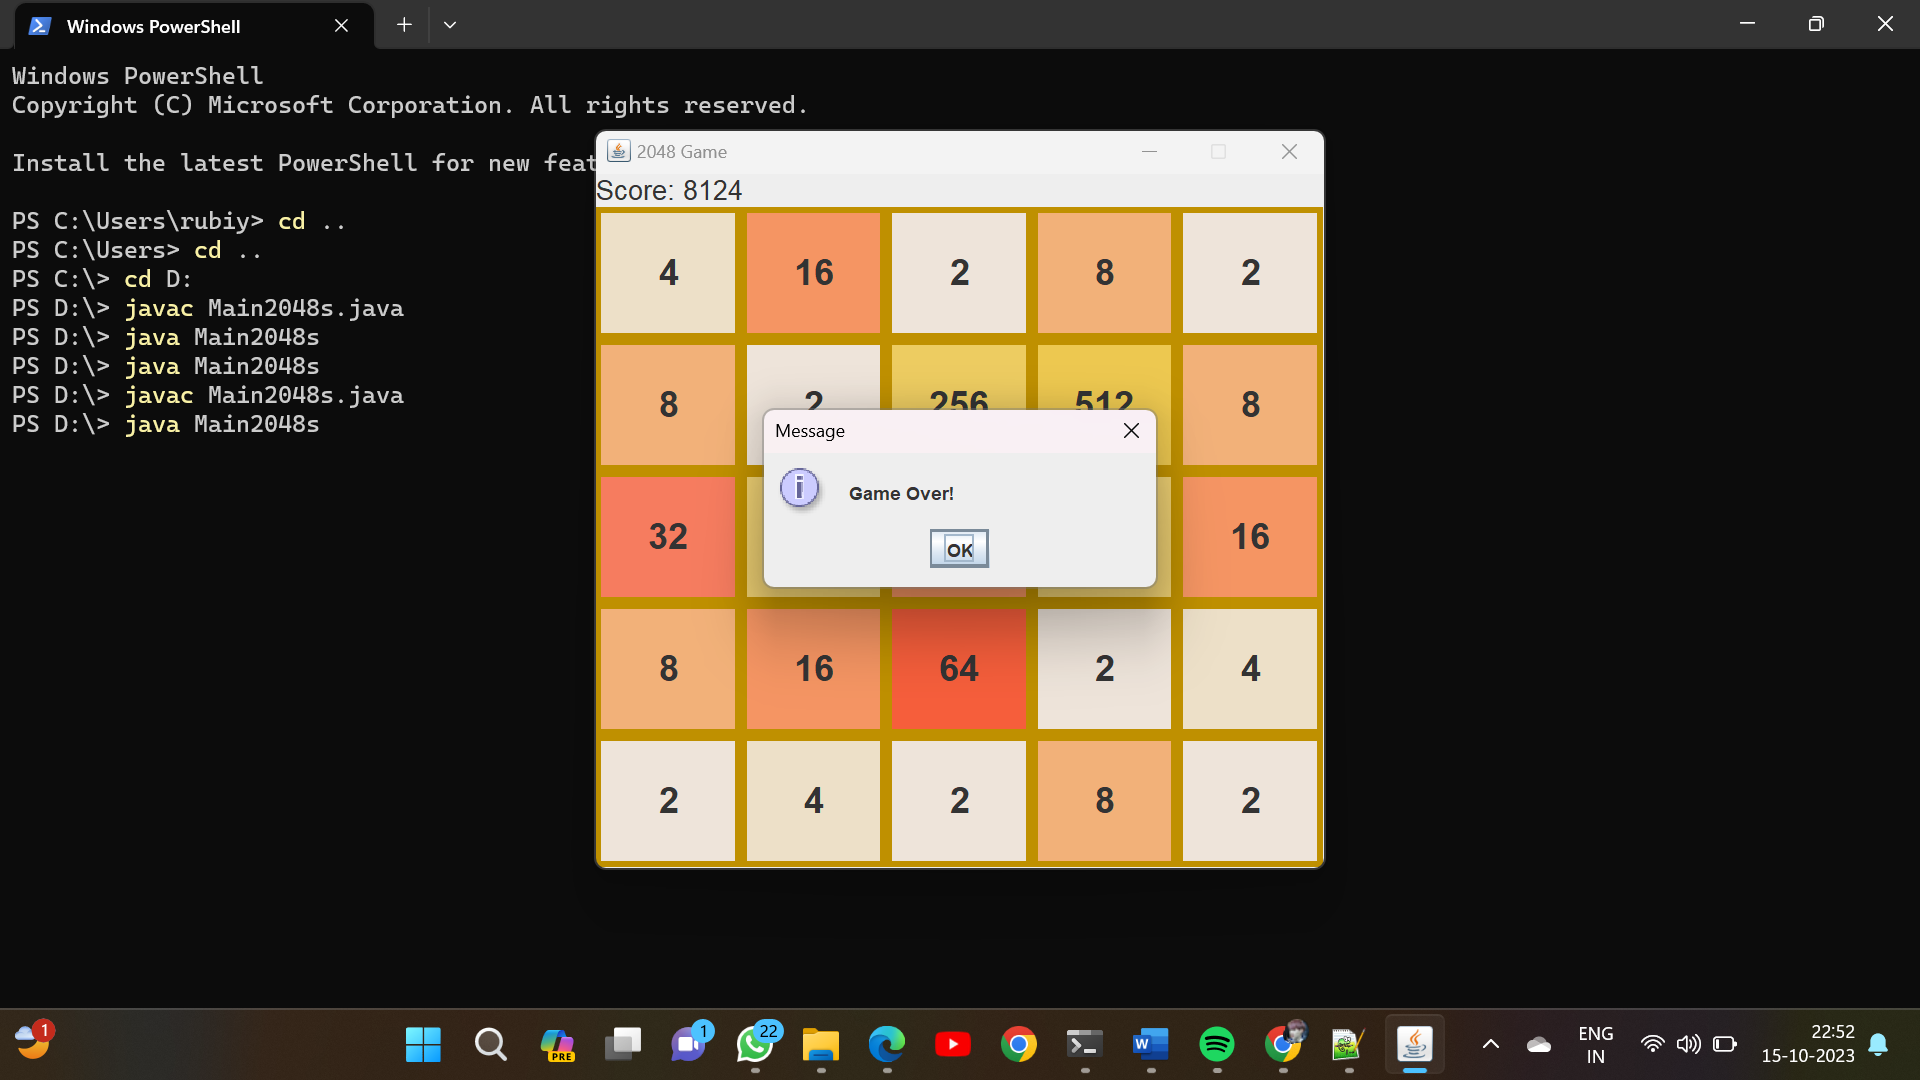 Windows PowerShell
Windows PowerShell
Copyright (C) Microsoft Corporation. All rights reserved.
Install the latest PowerShell for new feat
PS C:\Users\rubiy> cd ..
PS C:\Users> cd ..
PS C:\> cd D:
PS D:\> javac Main2048s.java
PS D:\> java Main2048s
PS D:\> java Main2048s
PS D:\> javac Main2048s.java
PS D:\> java Main2048s
2048 Game
Score: 8124
4 16 2 8 2
8 2 256 512 8
Message
Game Over!
OK
32 16
8 16 64 2 4
2 4 2 8 2
1
PRE
1
22
W
ENG
IN
22:52
15-10-2023